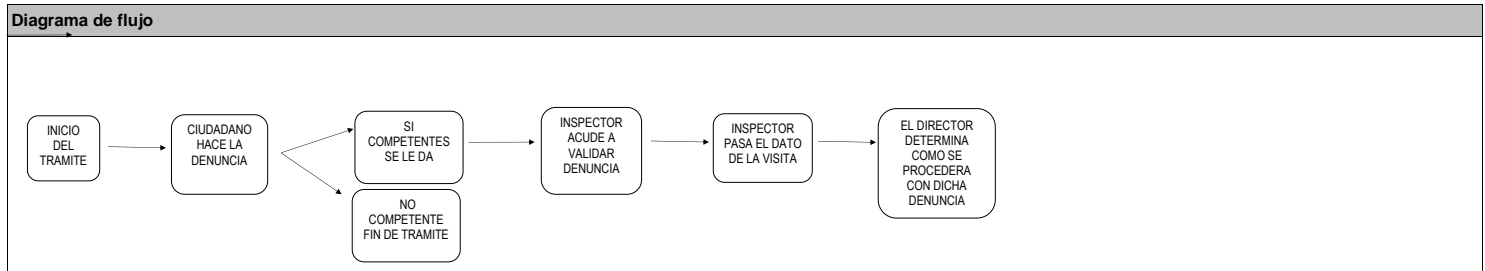 Diagrama de flujo
INICIO
DEL
TRAMITE
CIUDADANO
HACE LA
DENUNCIA
SI
COMPETENTES
SE LE DA
NO
COMPETENTE
FIN DE TRAMITE
INSPECTOR
ACUDE A
VALIDAR
DENUNCIA
INSPECTOR
PASA EL DATO
DE LA VISITA
EL DIRECTOR
DETERMINA
COMO SE
PROCEDERA
CON DICHA
DENUNCIA